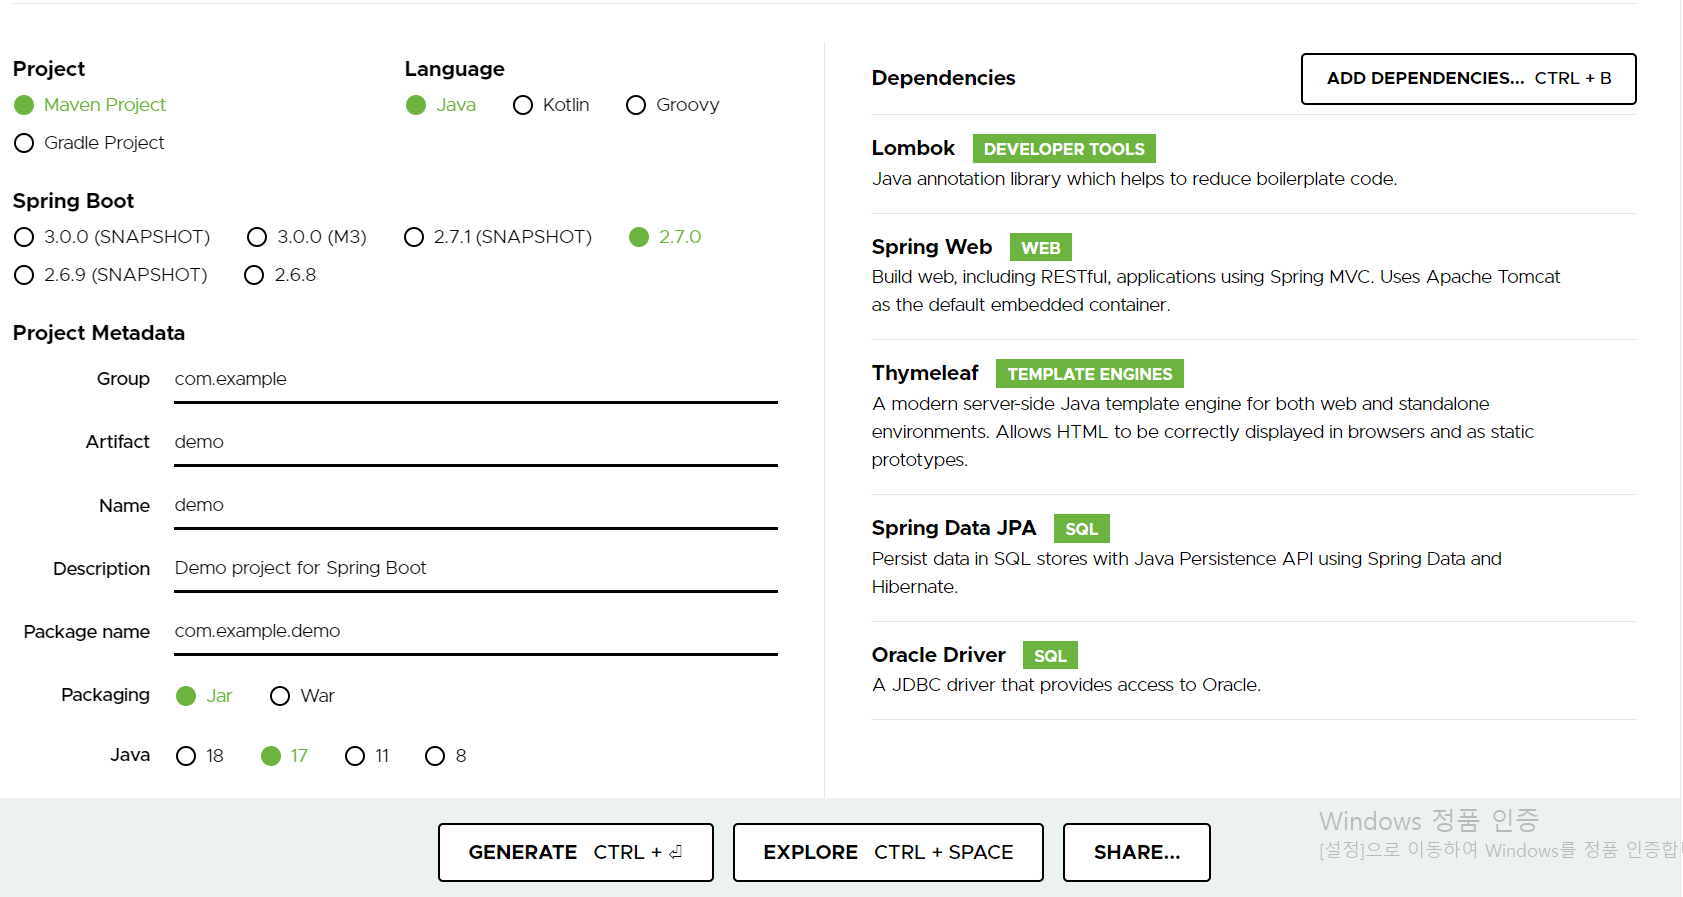 Project
Maven Project
Gradle Project
Language
Java Kotlin Groovy
Spring Boot
3.0.0 (SNAPSHOT) 3.0.0 (M3) 2.7.1 (SNAPSHOT) 2.7.0
2.6.9 (SNAPSHOT) 2.6.8
Project Metadata
Group com.example
Artifact demo
Name demo
Description Demo project for Spring Boot
Package name com.example.demo
Packaging Jar War
Java 18 17 11 8
Dependencies
ADD DEPENDENCIES... CTRL + B
Lombok DEVELOPER TOOLS
Java annotation library which helps to reduce boilerplate code.
Spring Web WEB
Build web, including RESTful, applications using Spring MVC. Uses Apache Tomcat
as the default embedded container.
Thymeleaf TEMPLATE ENGINES
A modern server-side Java template engine for both web and standalone
environments. Allows HTML to be correctly displayed in browsers and as static
prototypes.
Spring Data JPA SQL
Persist data in SQL stores with Java Persistence API using Spring Data and
Hibernate.
Oracle Driver SQL
A JDBC driver that provides access to Oracle.
GENERATE CTRL + ⏎
EXPLORE CTRL + SPACE
SHARE...
Windows 정품 인증
[설정]으로 이동하여 Windows를 정품